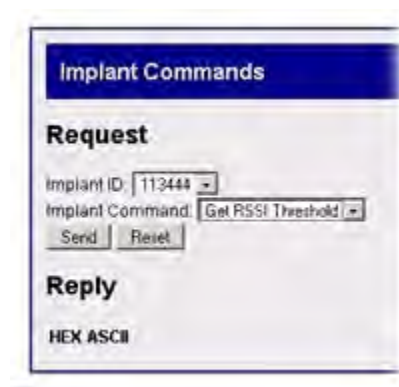 Implant Commands
Request
Implant ID: 113444
Implant Command: Get RSSI Threshold
Send Reset
Reply
HEX ASCII